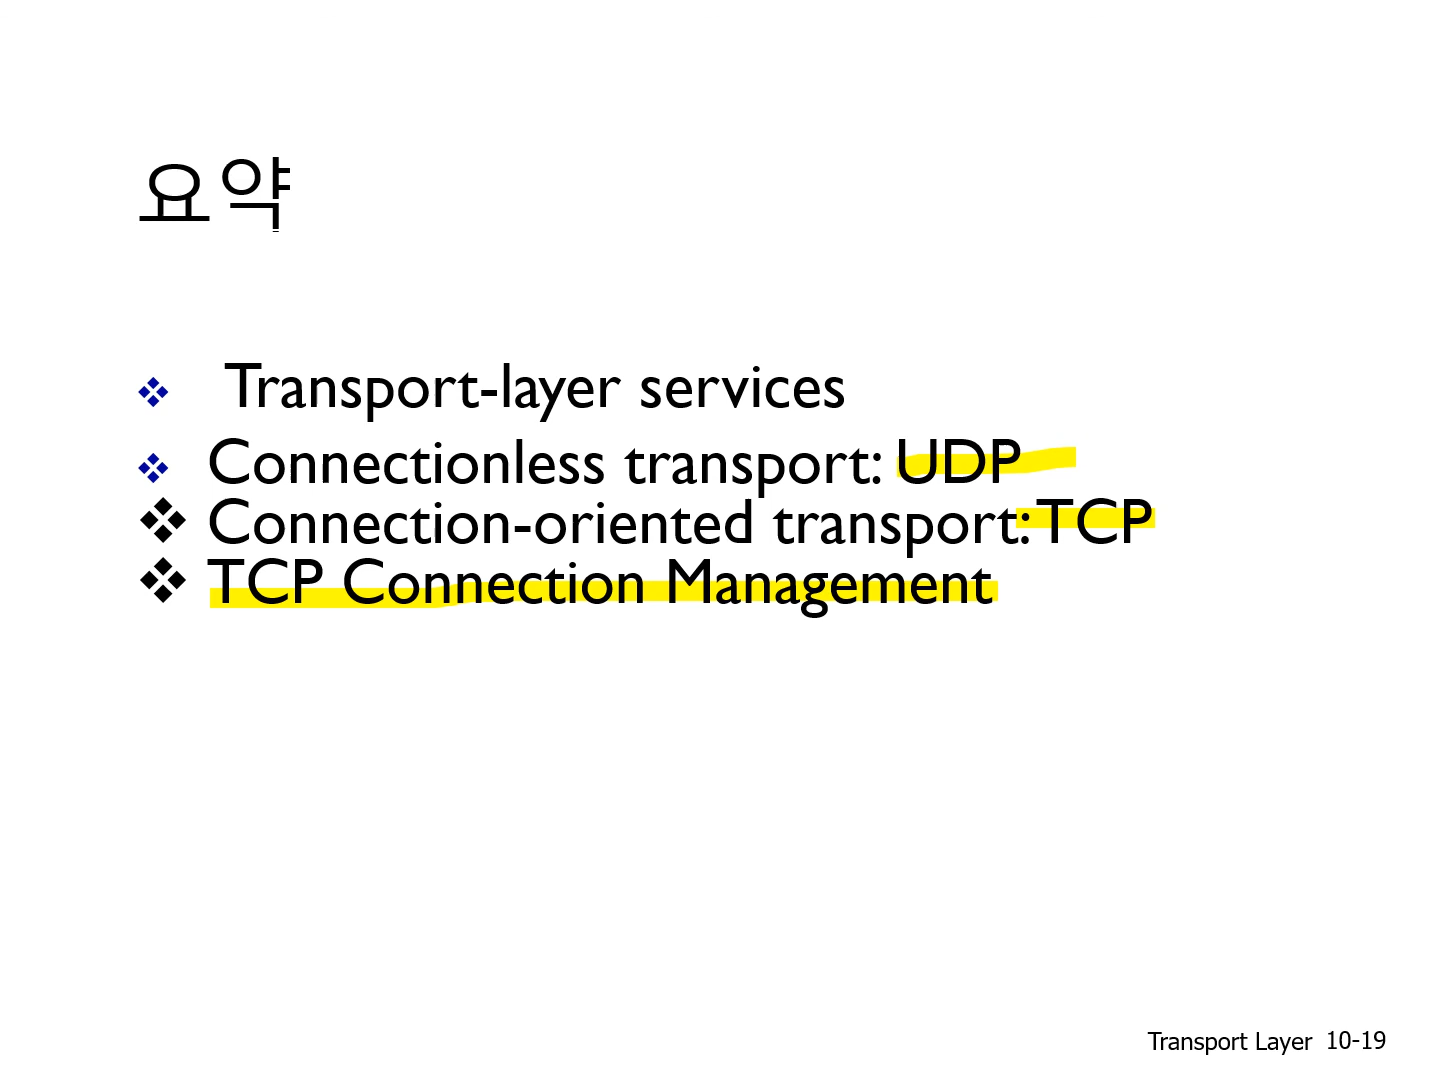 요약
❖ Transport-layer services
❖ Connectionless transport: UDP
❖ Connection-oriented transport: TCP
❖ TCP Connection Management
Transport Layer 10-19